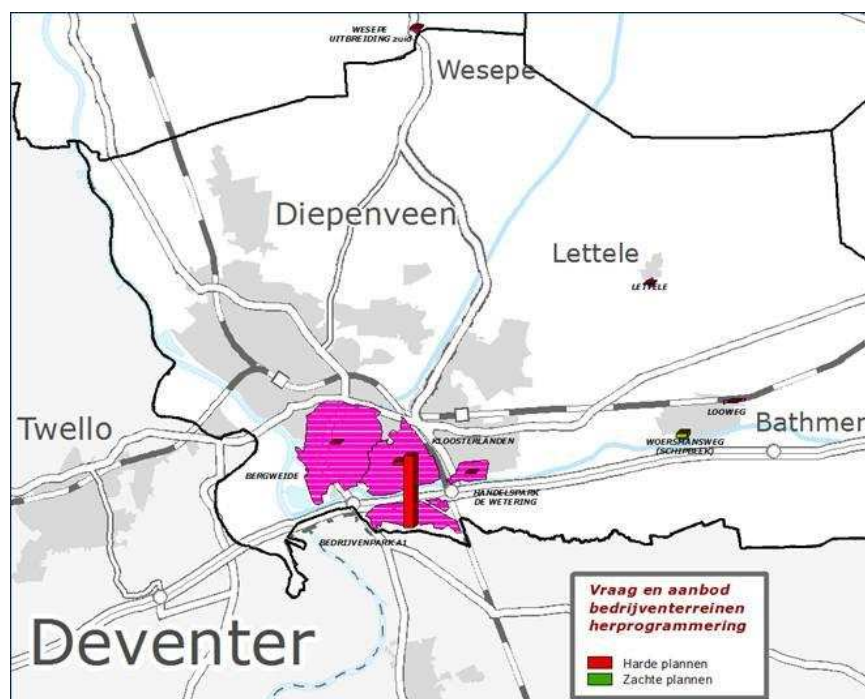 WESEPE
UITBREIDING ZUID
Wesepe
Diepenveen
Lettele
LETTELE
Twello
LOOWEG
Bathmen
KLOOSTERLANDEN
WOERSMANSWEG
(SCHIPBEEK)
BERGWEIDE
HANDELSPARK
DE WETERING
BEDRIJVENPARK A1
Deventer
Vraag en aanbod
bedrijventerreinen
herprogrammering
Harde plannen
Zachte plannen